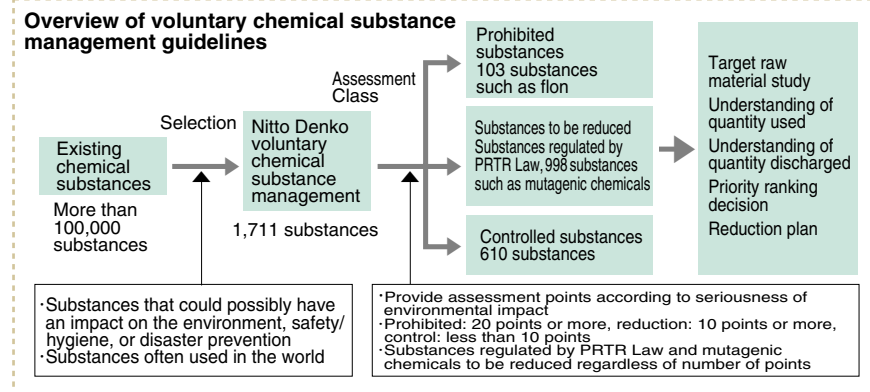 Overview of voluntary chemical substance
management guidelines
Existing
chemical
substances
More than
100,000
substances
Selection
Nitto Denko
voluntary
chemical
substance
management
1,711 substances
Assessment
Class
Prohibited
substances
103 substances
such as flon
Substances to be reduced
Substances regulated by
PRTR Law, 998 substances
such as mutagenic chemicals
Controlled substances
610 substances
Target raw
material study
Understanding of
quantity used
Understanding of
quantity discharged
Priority ranking
decision
Reduction plan
·Substances that could possibly have
an impact on the environment, safety/
hygiene, or disaster prevention
·Substances often used in the world
·Provide assessment points according to seriousness of
environmental impact
·Prohibited: 20 points or more, reduction: 10 points or more,
control: less than 10 points
·Substances regulated by PRTR Law and mutagenic
chemicals to be reduced regardless of number of points